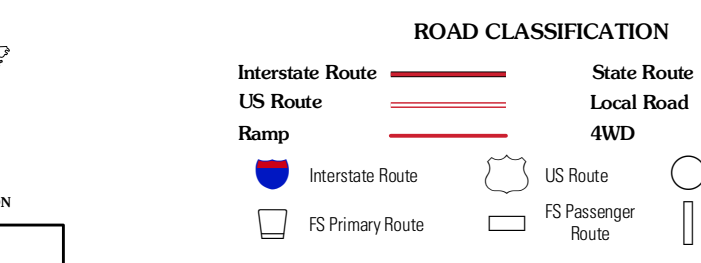 ROAD CLASSIFICATION
Interstate Route State Route
US Route Local Road
Ramp 4WD
Interstate Route US Route
FS Primary Route FS Passenger
Route